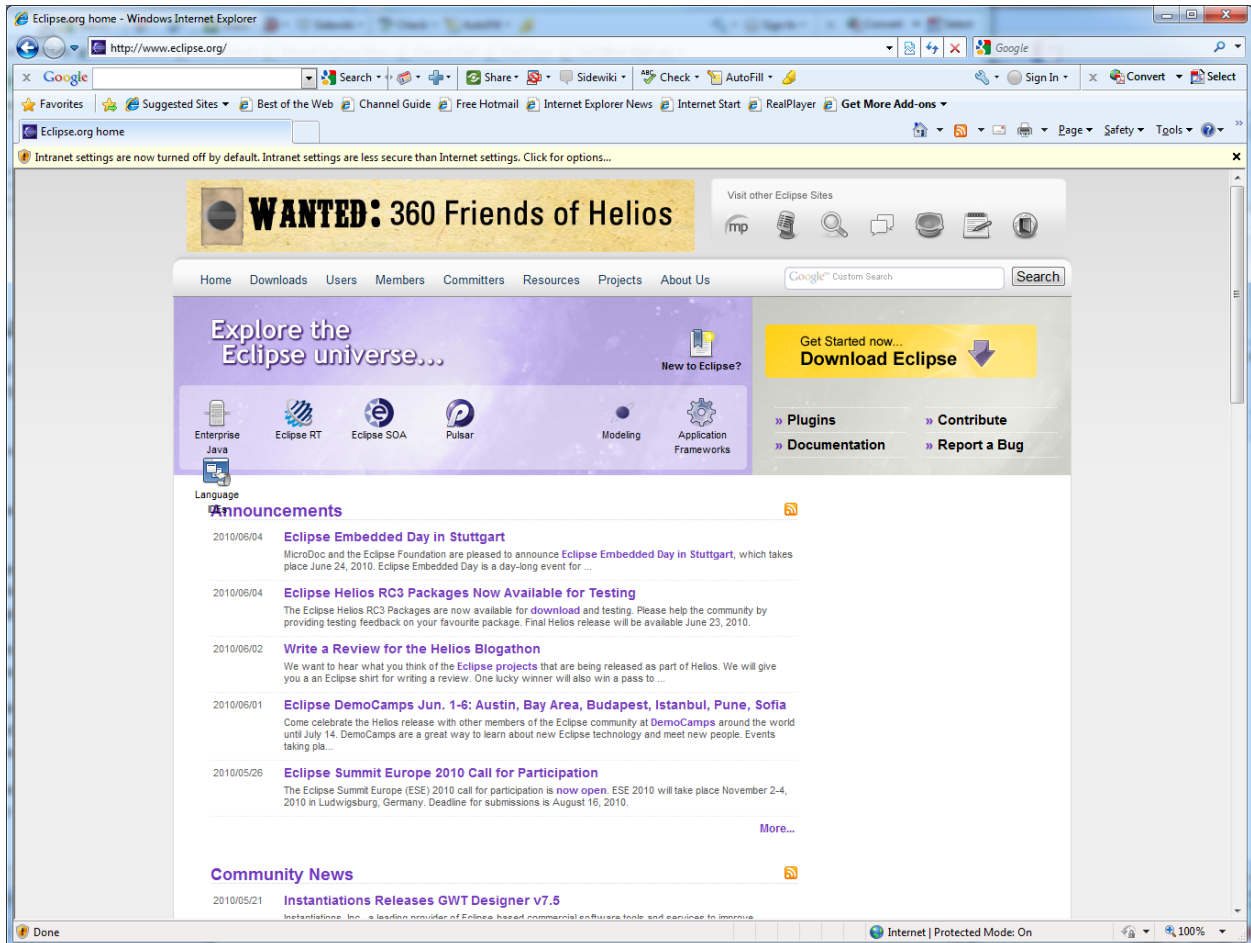 Eclipse.org home - Windows Internet Explorer
http://www.eclipse.org/
Google
x Google Search Share Sidewiki Check AutoFill Sign In x Convert Select
Favorites Suggested Sites Best of the Web Channel Guide Free Hotmail Internet Explorer News Internet Start RealPlayer Get More Add-ons
Eclipse.org home
Page Safety Tools
Intranet settings are now turned off by default. Intranet settings are less secure than Internet settings. Click for options...
WANTED: 360 Friends of Helios
Visit other Eclipse Sites
mp
Home Downloads Users Members Committers Resources Projects About Us
Google™ Custom Search
Search
Explore the
Eclipse universe...
New to Eclipse?
Get Started now...
Download Eclipse
Enterprise
Java
Eclipse RT
Eclipse SOA
Pulsar
Modeling
Application
Frameworks
» Plugins
» Contribute
» Documentation
» Report a Bug
Language
IDEs
Announcements
2010/06/04 Eclipse Embedded Day in Stuttgart
MicroDoc and the Eclipse Foundation are pleased to announce Eclipse Embedded Day in Stuttgart, which takes
place June 24, 2010. Eclipse Embedded Day is a day-long event for ...
2010/06/04 Eclipse Helios RC3 Packages Now Available for Testing
The Eclipse Helios RC3 Packages are now available for download and testing. Please help the community by
providing testing feedback on your favourite package. Final Helios release will be available June 23, 2010.
2010/06/02 Write a Review for the Helios Blogathon
We want to hear what you think of the Eclipse projects that are being released as part of Helios. We will give
you a an Eclipse shirt for writing a review. One lucky winner will also win a pass to ...
2010/06/01 Eclipse DemoCamps Jun. 1-6: Austin, Bay Area, Budapest, Istanbul, Pune, Sofia
Come celebrate the Helios release with other members of the Eclipse community at DemoCamps around the world
until July 14. DemoCamps are a great way to learn about new Eclipse technology and meet new people. Events
taking pla...
2010/05/26 Eclipse Summit Europe 2010 Call for Participation
The Eclipse Summit Europe (ESE) 2010 call for participation is now open. ESE 2010 will take place November 2-4,
2010 in Ludwigsburg, Germany. Deadline for submissions is August 16, 2010.
More...
Community News
2010/05/21 Instantiations Releases GWT Designer v7.5
Instantiations, Inc., a leading provider of Eclipse-based commercial software tools and services to improve
Done
Internet | Protected Mode: On
100%